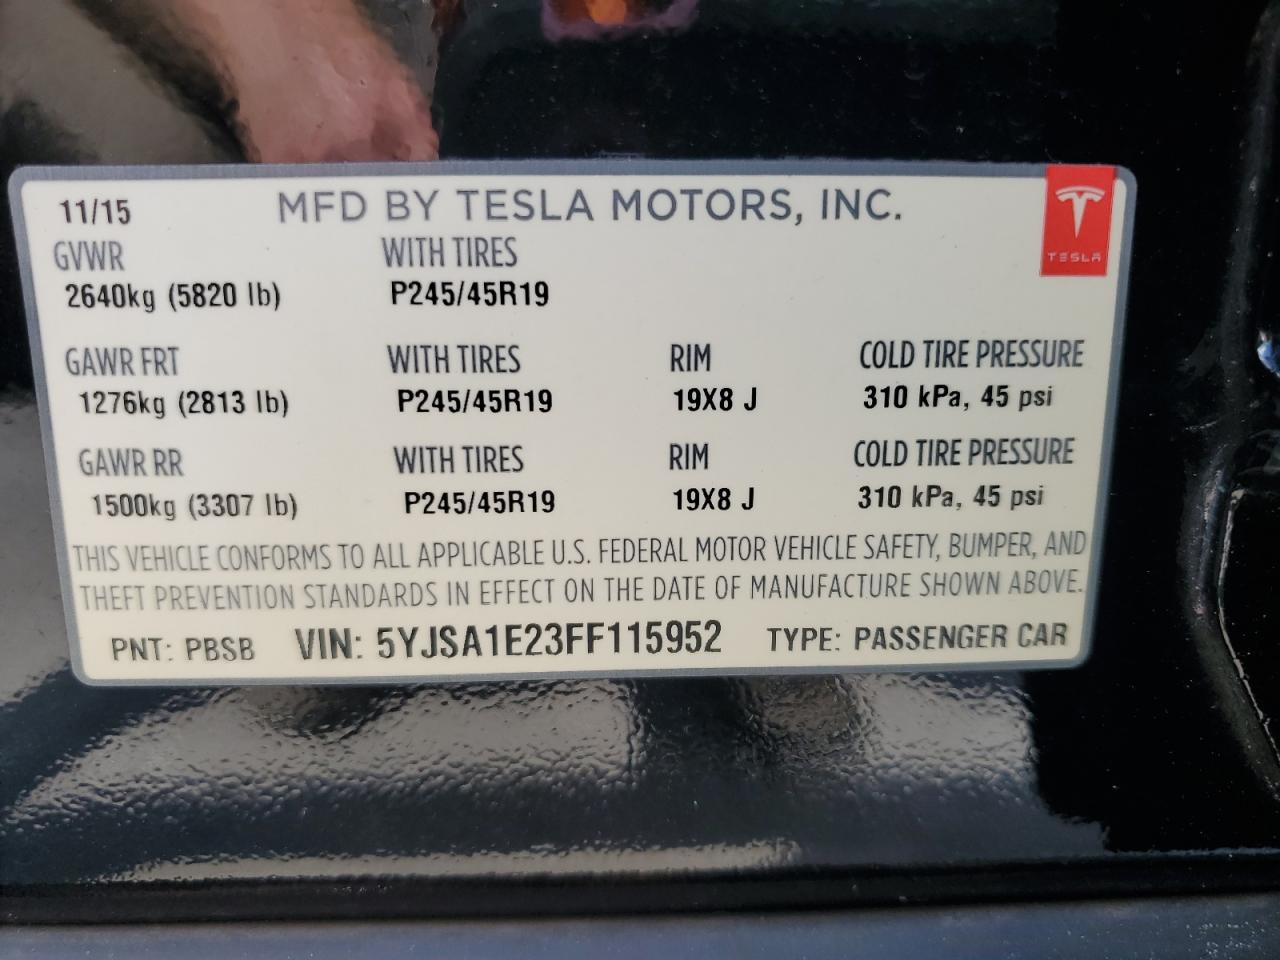 11/15 MFD BY TESLA MOTORS, INC.
TESLA
GVWR WITH TIRES
2640kg (5820 lb) P245/45R19
GAWR FRT WITH TIRES RIM COLD TIRE PRESSURE
1276kg (2813 lb) P245/45R19 19X8 J 310 kPa, 45 psi
GAWR RR WITH TIRES RIM COLD TIRE PRESSURE
1500kg (3307 lb) P245/45R19 19X8 J 310 kPa, 45 psi
THIS VEHICLE CONFORMS TO ALL APPLICABLE U.S. FEDERAL MOTOR VEHICLE SAFETY, BUMPER, AND
THEFT PREVENTION STANDARDS IN EFFECT ON THE DATE OF MANUFACTURE SHOWN ABOVE.
PNT: PBSB VIN: 5YJSA1E23FF115952 TYPE: PASSENGER CAR